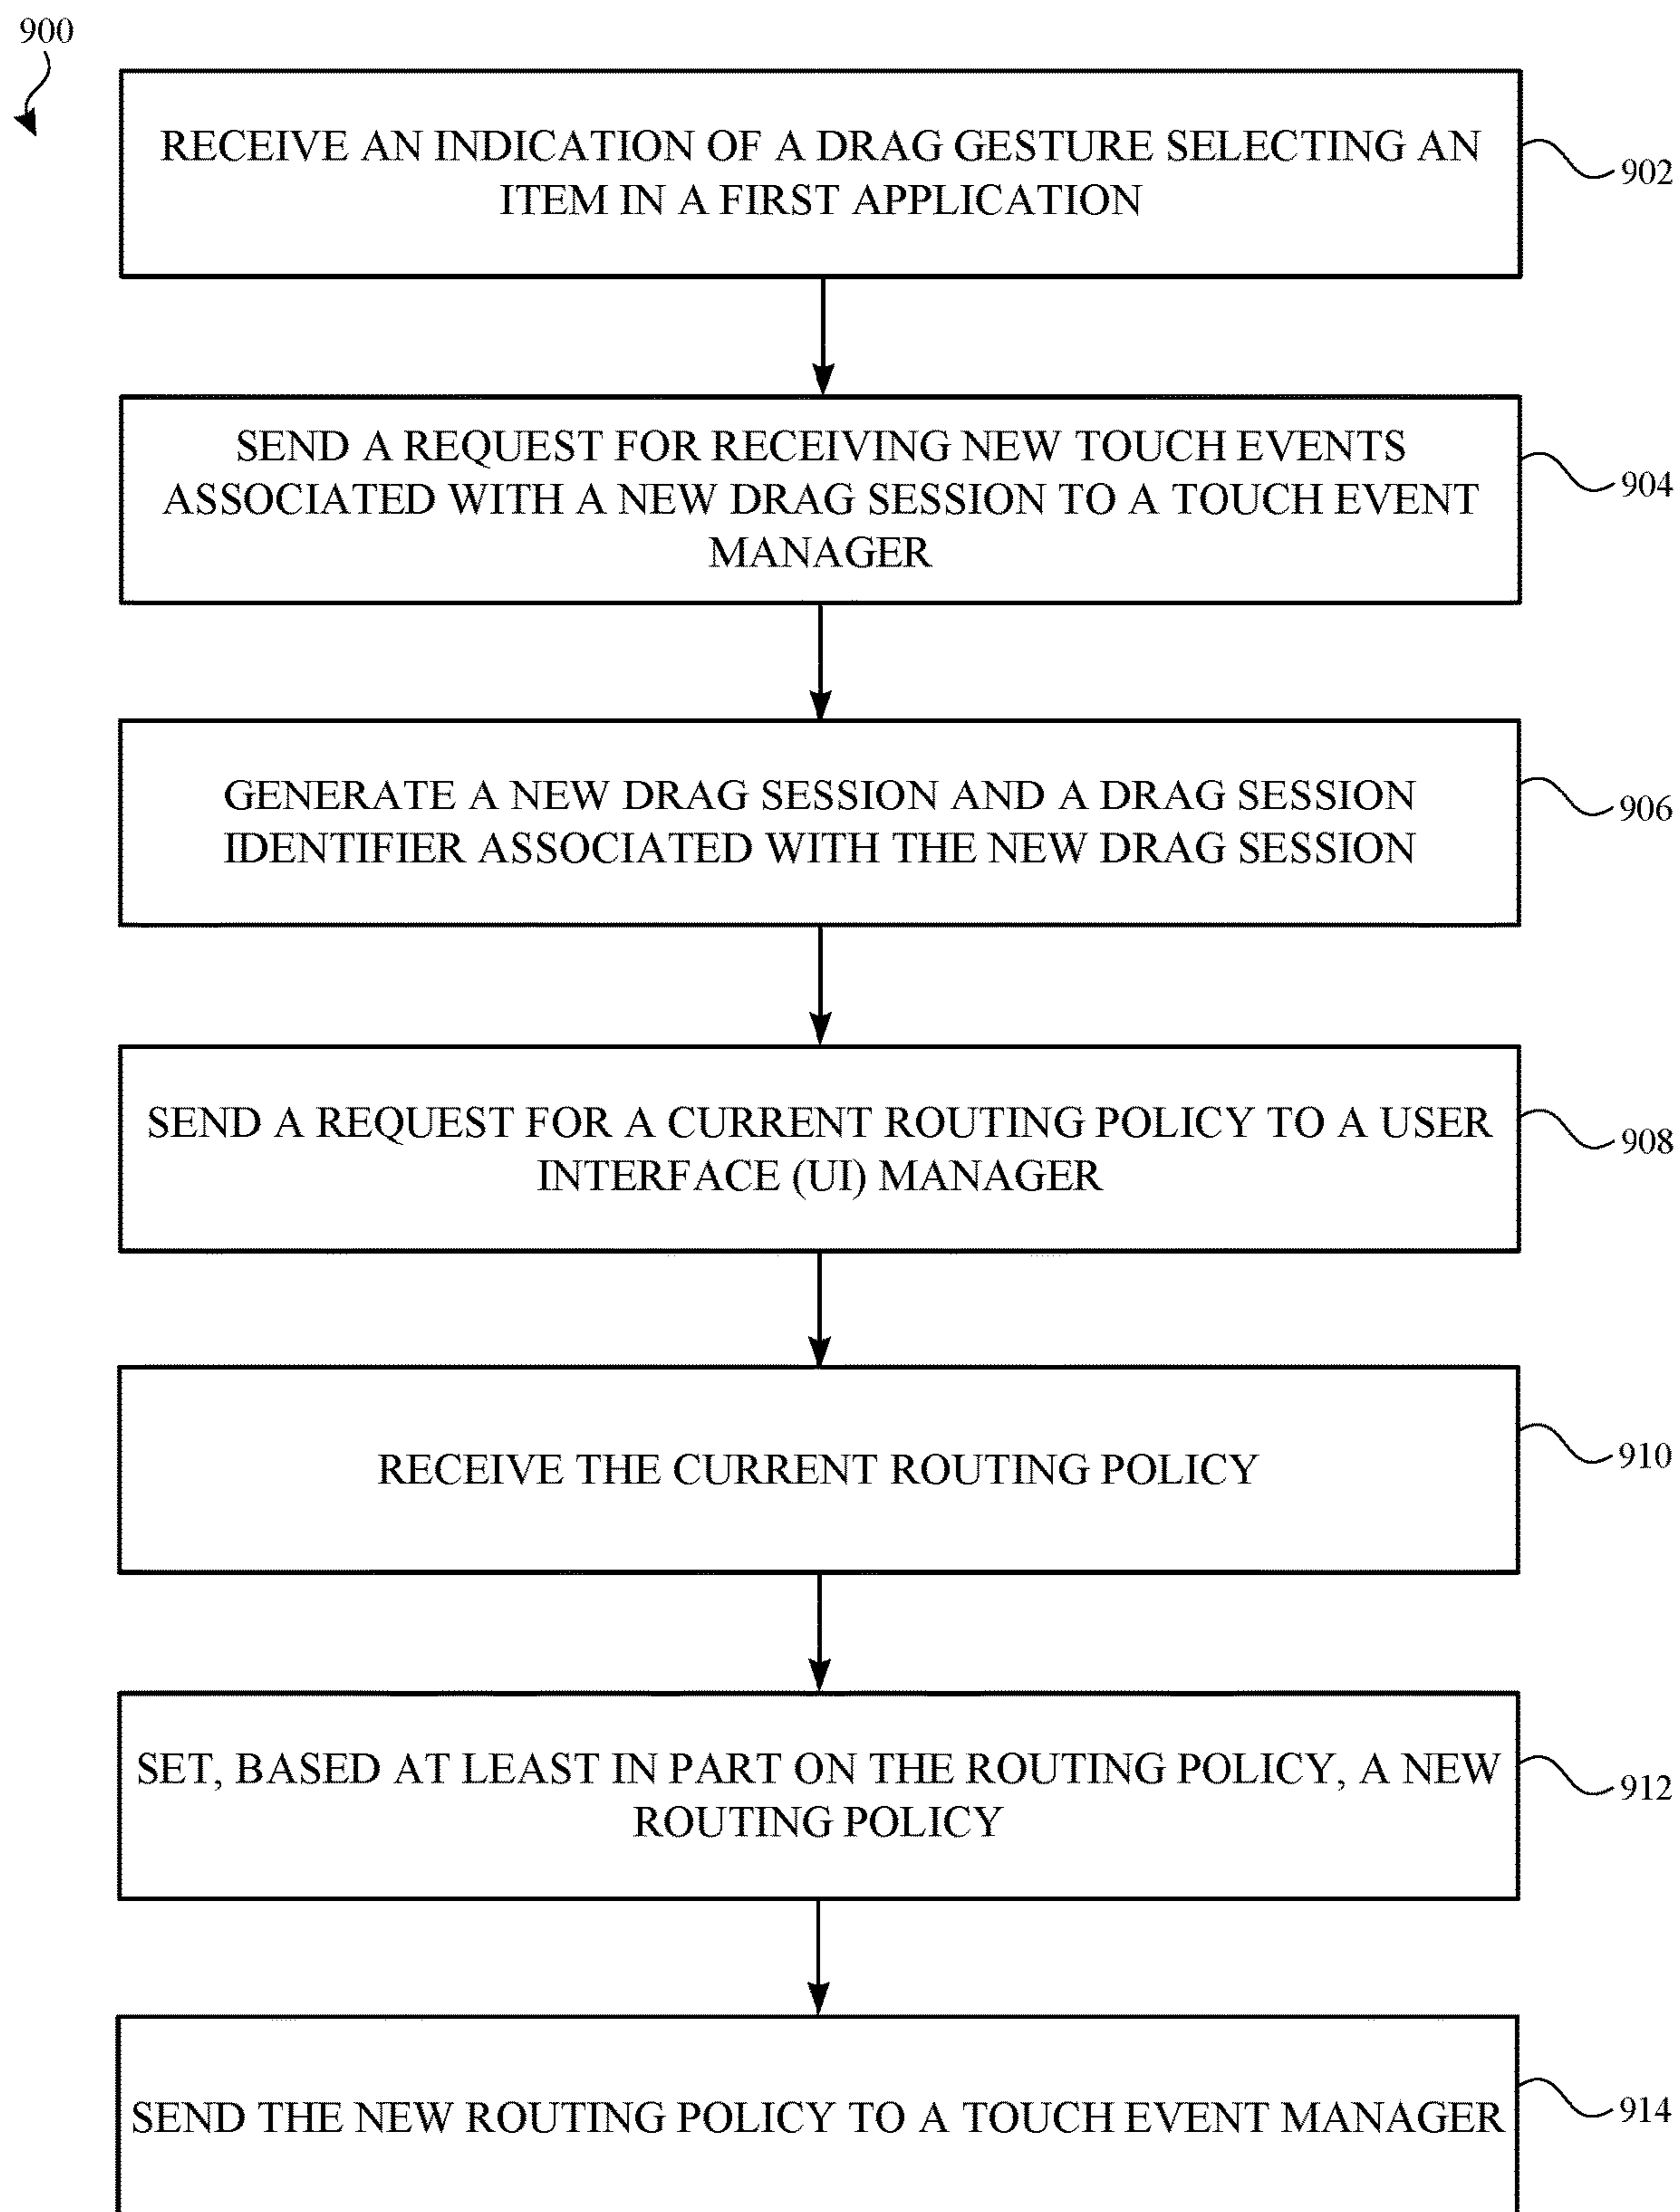 900
RECEIVE AN INDICATION OF A DRAG GESTURE SELECTING AN
ITEM IN A FIRST APPLICATION
902
SEND A REQUEST FOR RECEIVING NEW TOUCH EVENTS
ASSOCIATED WITH A NEW DRAG SESSION TO A TOUCH EVENT
MANAGER
904
GENERATE A NEW DRAG SESSION AND A DRAG SESSION
IDENTIFIER ASSOCIATED WITH THE NEW DRAG SESSION
906
SEND A REQUEST FOR A CURRENT ROUTING POLICY TO A USER
INTERFACE (UI) MANAGER
908
RECEIVE THE CURRENT ROUTING POLICY
910
SET, BASED AT LEAST IN PART ON THE ROUTING POLICY, A NEW
ROUTING POLICY
912
SEND THE NEW ROUTING POLICY TO A TOUCH EVENT MANAGER
914